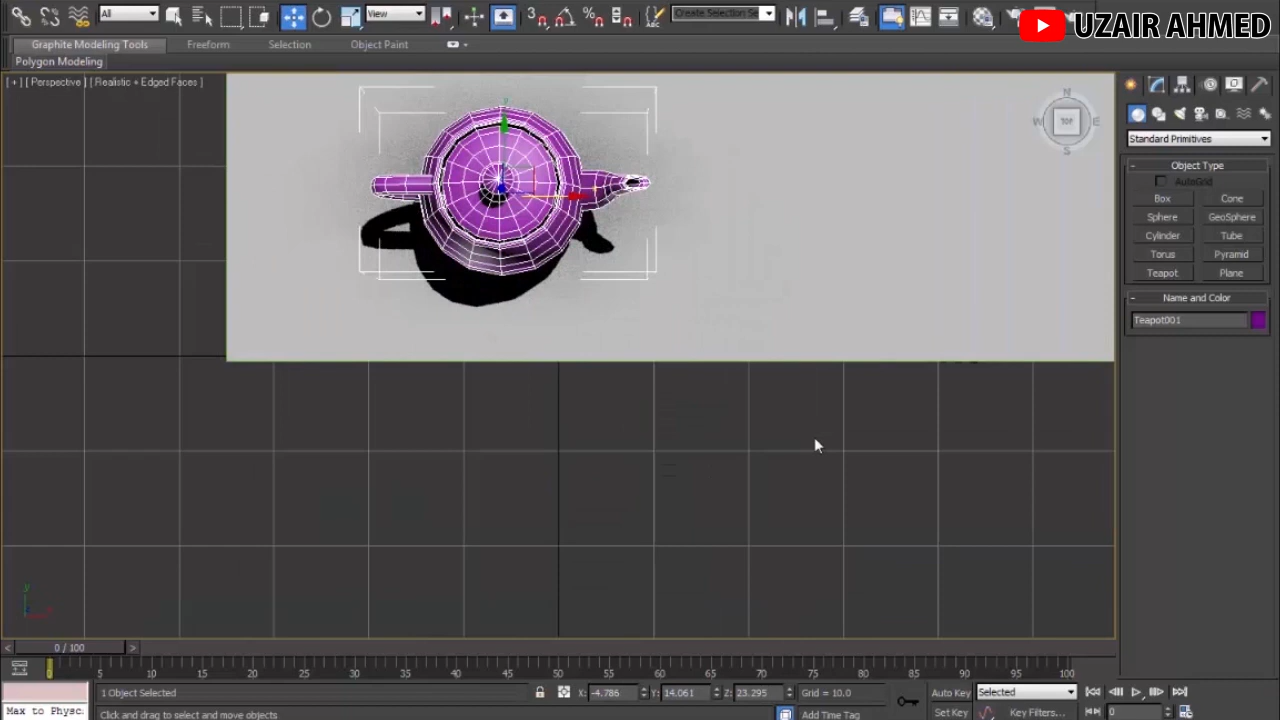 UZAIR AHMED
All
View
Create Selection Se
Graphite Modeling Tools
Freeform
Selection
Object Paint
Polygon Modeling
[ + ] [ Perspective ] [ Realistic + Edged Faces ]
N
W
TOP
E
S
Standard Primitives
Object Type
AutoGrid
Box
Cone
Sphere
GeoSphere
Cylinder
Tube
Torus
Pyramid
Teapot
Plane
Name and Color
Teapot001
y
x
< 0 / 100 >
0 5 10 15 20 25 30 35 40 45 50 55 60 65 70 75 80 85 90 95 100
1 Object Selected
X: -4.786
Y: 14.061
Z: 23.295
Grid = 10.0
Auto Key
Selected
Max to Physc:
Click and drag to select and move objects
Add Time Tag
Set Key
Key Filters...
0